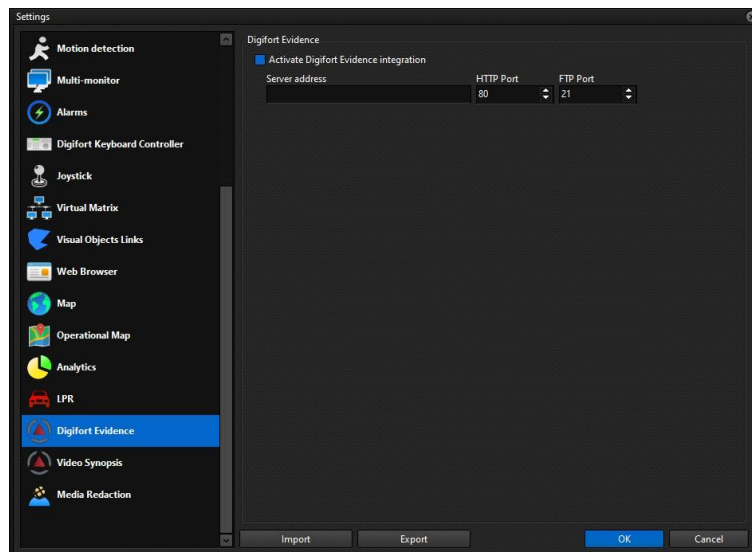 Settings
Motion detection
Multi-monitor
Alarms
Digifort Keyboard Controller
Joystick
Virtual Matrix
Visual Objects Links
Web Browser
Map
Operational Map
Analytics
LPR
Digifort Evidence
Video Synopsis
Media Redaction
Digifort Evidence
Activate Digifort Evidence integration
Server address HTTP Port FTP Port
80 21
Import Export OK Cancel